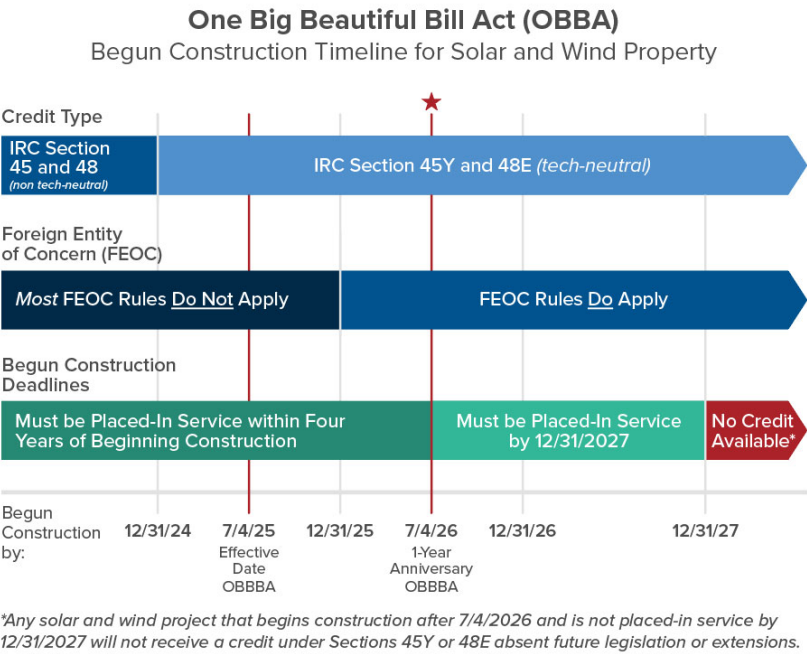 One Big Beautiful Bill Act (OBBA)
Begun Construction Timeline for Solar and Wind Property
Credit Type
IRC Section
45 and 48
(non tech-neutral)
IRC Section 45Y and 48E (tech-neutral)
Foreign Entity
of Concern (FEOC)
Most FEOC Rules Do Not Apply
FEOC Rules Do Apply
Begun Construction
Deadlines
Must be Placed-In Service within Four
Years of Beginning Construction
Must be Placed-In Service
by 12/31/2027
No Credit
Available*
Begun
Construction
by:
12/31/24
7/4/25
Effective
Date
OBBBA
12/31/25
7/4/26
1-Year
Anniversary
OBBBA
12/31/26
12/31/27
*Any solar and wind project that begins construction after 7/4/2026 and is not placed-in service by
12/31/2027 will not receive a credit under Sections 45Y or 48E absent future legislation or extensions.